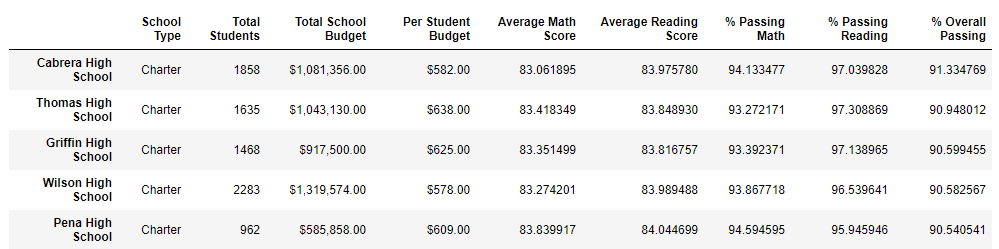 School Type Total Students Total School Budget Per Student Budget Average Math Score Average Reading Score % Passing Math % Passing Reading % Overall Passing
Cabrera High School Charter 1858 $1,081,356.00 $582.00 83.061895 83.975780 94.133477 97.039828 91.334769
Thomas High School Charter 1635 $1,043,130.00 $638.00 83.418349 83.848930 93.272171 97.308869 90.948012
Griffin High School Charter 1468 $917,500.00 $625.00 83.351499 83.816757 93.392371 97.138965 90.599455
Wilson High School Charter 2283 $1,319,574.00 $578.00 83.274201 83.989488 93.867718 96.539641 90.582567
Pena High School Charter 962 $585,858.00 $609.00 83.839917 84.044699 94.594595 95.945946 90.540541